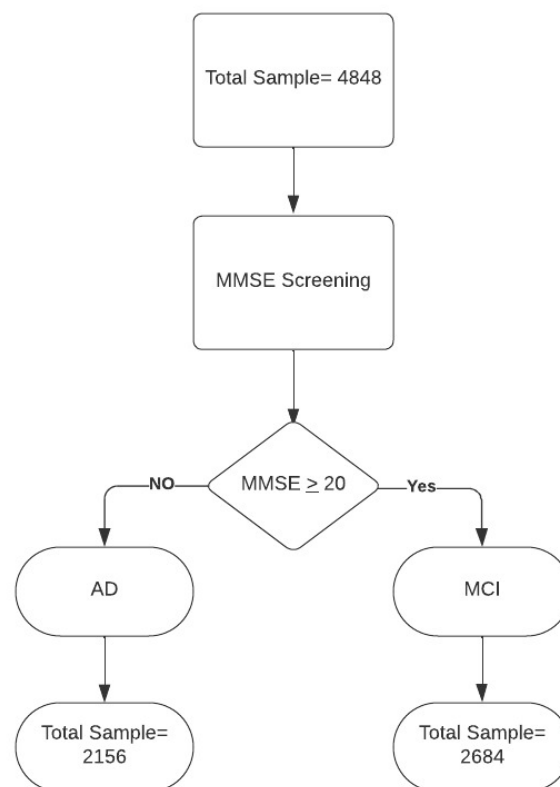 Total Sample= 4848
MMSE Screening
MMSE ≥ 20
NO
Yes
AD
MCI
Total Sample=
2156
Total Sample=
2684